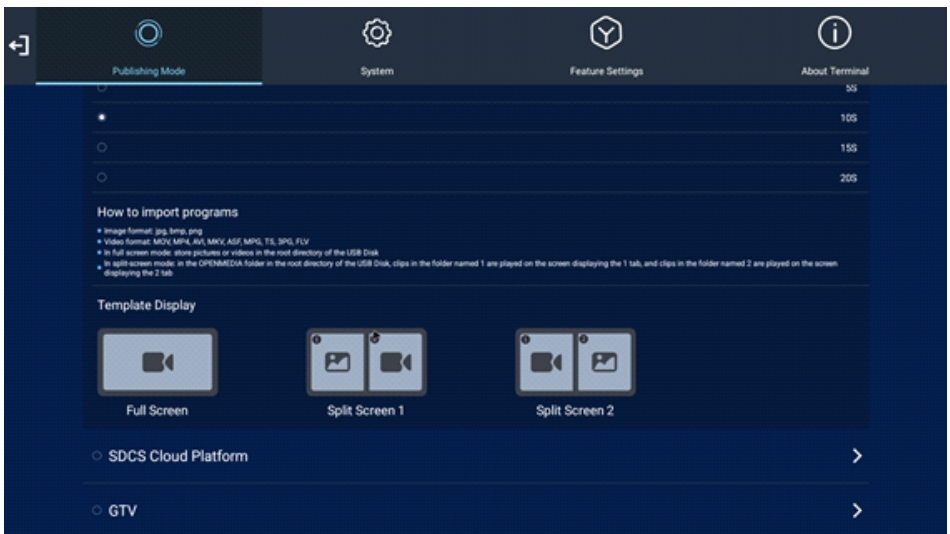 Publishing Mode
System
Feature Settings
About Terminal
5S
10S
15S
20S
How to import programs
Image format: jpg, bmp, png
Video format: MOV, MP4, AVI, MKV, ASF, MPG, TS, 3PG, FLV
In full screen mode: store pictures or videos in the root directory of the USB Disk
In split-screen mode: in the OPENMEDIA folder in the root directory of the USB Disk, clips in the folder named 1 are played on the screen displaying the 1 tab, and clips in the folder named 2 are played on the screen
displaying the 2 tab
Template Display
Full Screen
Split Screen 1
Split Screen 2
SDCS Cloud Platform
GTV